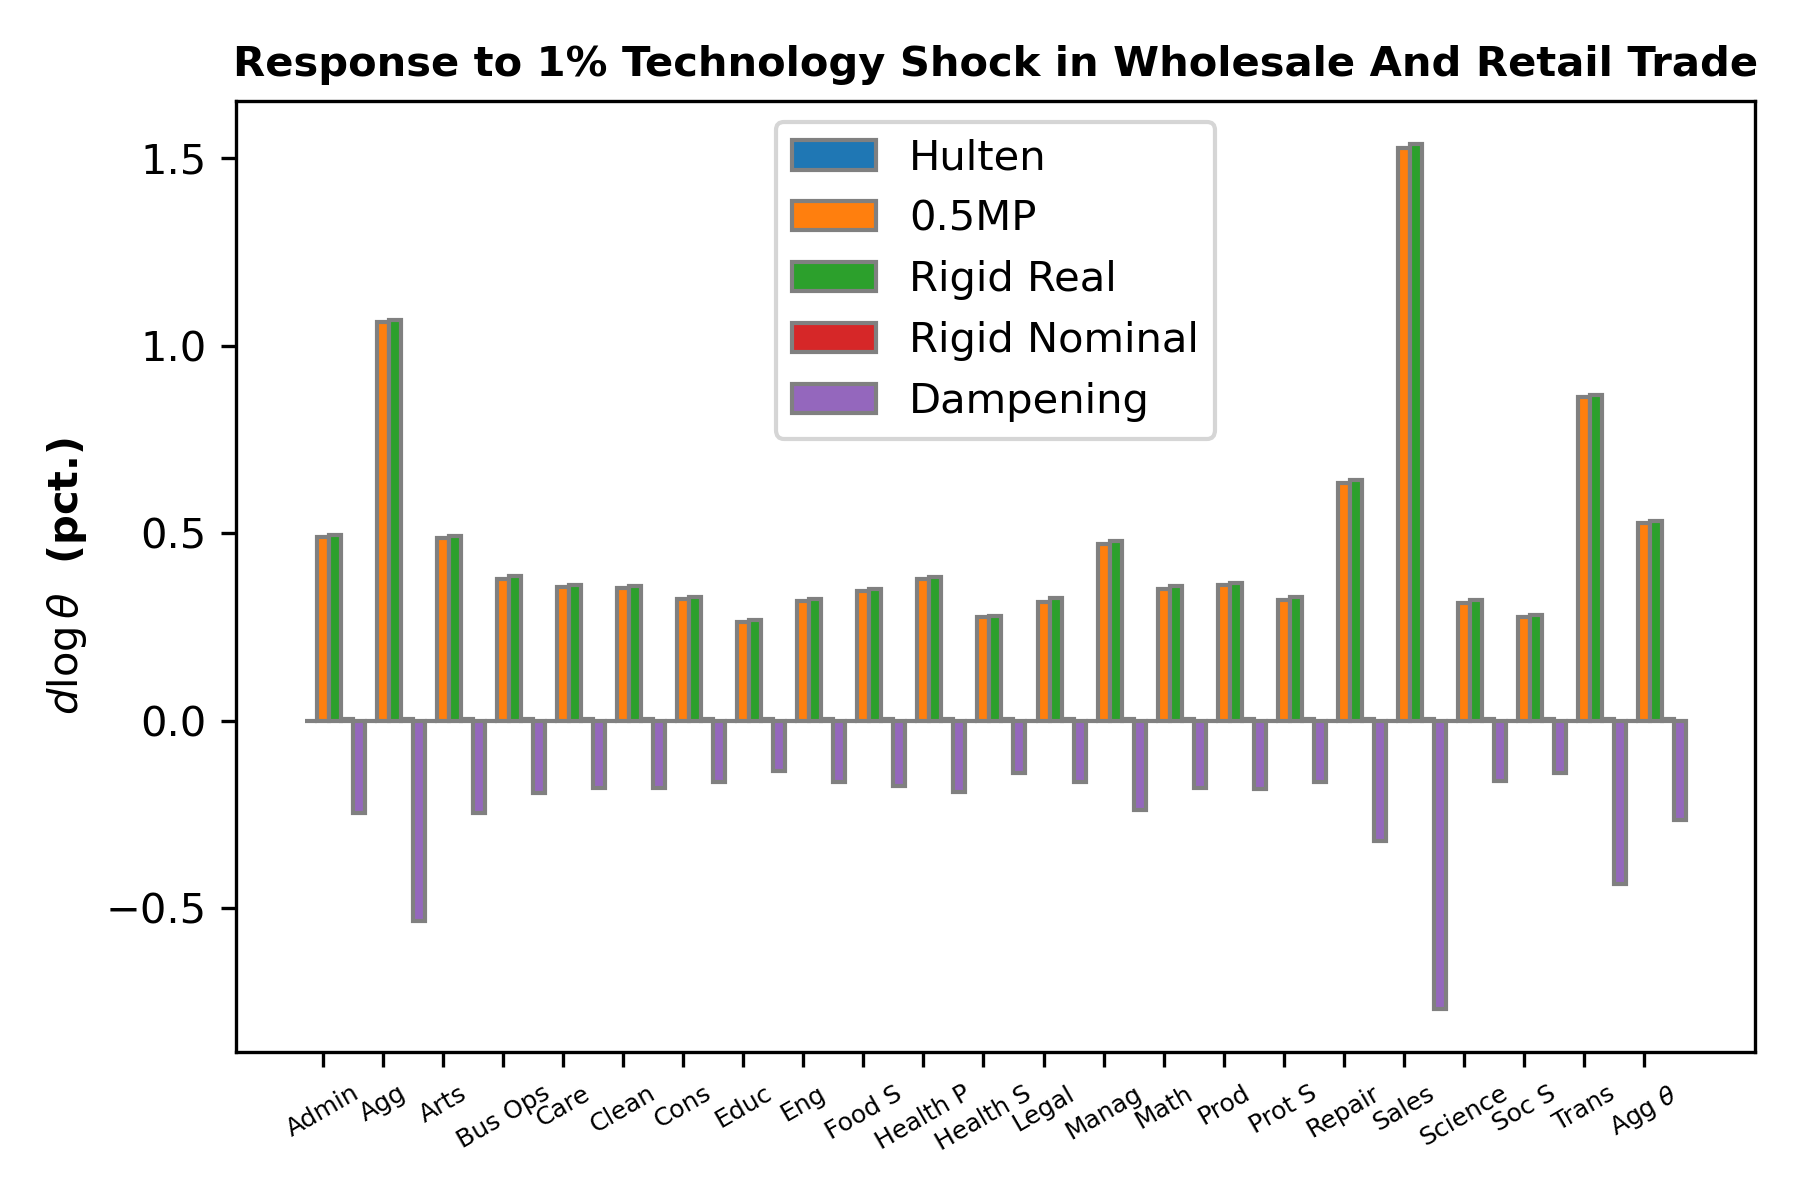 Response to 1% Technology Shock in Wholesale And Retail Trade
Hulten
0.5MP
Rigid Real
Rigid Nominal
Dampening
dlog θ (pct.)
1.5
1.0
0.5
0.0
−0.5
Admin
Agg
Arts
Bus Ops
Care
Clean
Cons
Educ
Eng
Food S
Health P
Health S
Legal
Manag
Math
Prod
Prot S
Repair
Sales
Science
Soc S
Trans
Agg θ